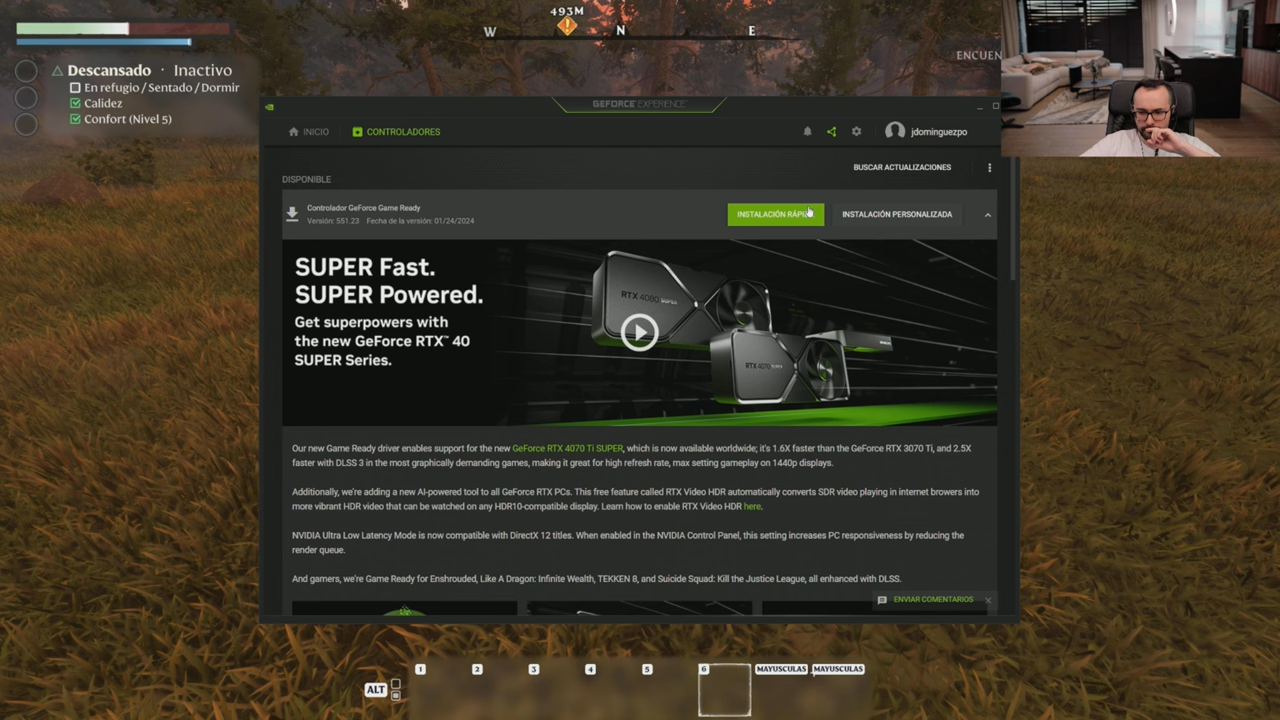 493M
W
N
E
ENCUEN
Descansado · Inactivo
En refugio/Sentado/Dormir
Calidez
Confort (Nivel 5)
GEFORCE EXPERIENCE
INICIO
CONTROLADORES
jdominguezpo
BUSCAR ACTUALIZACIONES
DISPONIBLE
Controlador GeForce Game Ready
Versión: 551.23 Fecha de la versión: 01/24/2024
INSTALACIÓN PERSONALIZADA
INSTALACIÓN
SUPER Fast.
SUPER Powered.
Get superpowers with
the new GeForce RTX™ 40
SUPER Series.
RTX 4080 SUPER
RTX 4070 SUPER
Our new Game Ready driver enables support for the new GeForce RTX 4070 Ti SUPER, which is now available worldwide; it's 1.6X faster than the GeForce RTX 3070 Ti, and 2.5X
faster with DLSS 3 in the most graphically demanding games, making it great for high refresh rate, max setting gameplay on 1440p displays.
Additionally, we're adding a new AI-powered tool to all GeForce RTX PCs. This free feature called RTX Video HDR automatically converts SDR video playing in internet browers into
more vibrant HDR video that can be watched on any HDR10-compatible display. Learn how to enable RTX Video HDR here.
NVIDIA Ultra Low Latency Mode is now compatible with DirectX 12 titles. When enabled in the NVIDIA Control Panel, this setting increases PC responsiveness by reducing the
render queue.
And gamers, we're Game Ready for Enshrouded, Like A Dragon: Infinite Wealth, TEKKEN 8, and Suicide Squad: Kill the Justice League, all enhanced with DLSS.
ENVIAR COMENTARIOS
ALT
1
2
3
4
5
6
MAYUSCULAS
MAYUSCULAS